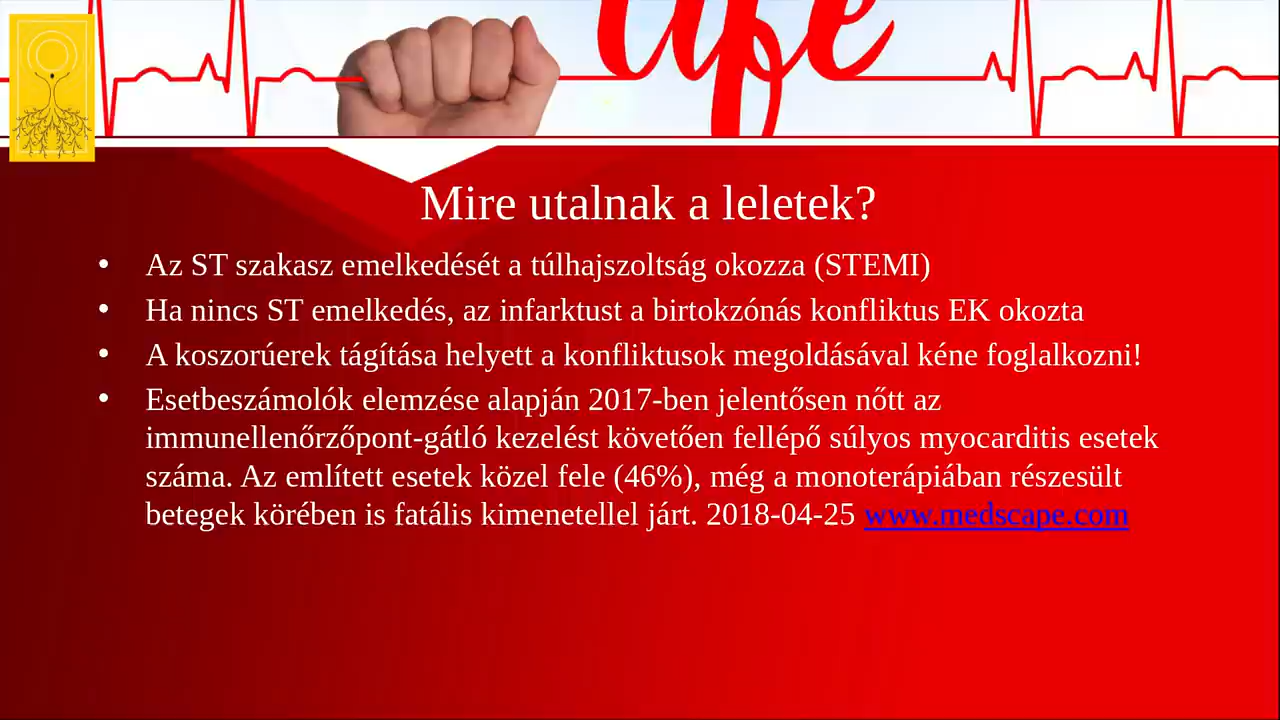 life
Mire utalnak a leletek?
• Az ST szakasz emelkedését a túlhajszoltság okozza (STEMI)
• Ha nincs ST emelkedés, az infarktust a birtokzónás konfliktus EK okozta
• A koszorúerek tágítása helyett a konfliktusok megoldásával kéne foglalkozni!
• Esetbeszámolók elemzése alapján 2017-ben jelentősen nőtt az
immunellenőrzőpont-gátló kezelést követően fellépő súlyos myocarditis esetek
száma. Az említett esetek közel fele (46%), még a monoterápiában részesült
betegek körében is fatális kimenetellel járt. 2018-04-25 www.medscape.com